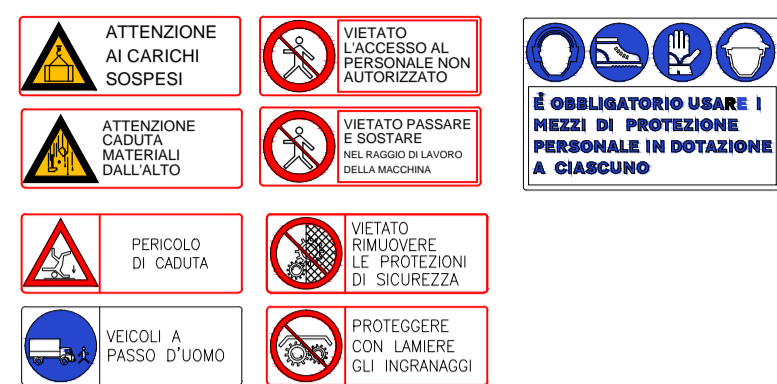 ATTENZIONE
AI CARICHI
SOSPESI
VIETATO
L'ACCESSO AL
PERSONALE NON
AUTORIZZATO
È OBBLIGATORIO USARE I
MEZZI DI PROTEZIONE
PERSONALE IN DOTAZIONE
A CIASCUNO
ATTENZIONE
CADUTA
MATERIALI
DALL'ALTO
VIETATO PASSARE
E SOSTARE
NEL RAGGIO DI LAVORO
DELLA MACCHINA
PERICOLO
DI CADUTA
VIETATO
RIMUOVERE
LE PROTEZIONI
DI SICUREZZA
VEICOLI A
PASSO D'UOMO
PROTEGGERE
CON LAMIERE
GLI INGRANAGGI